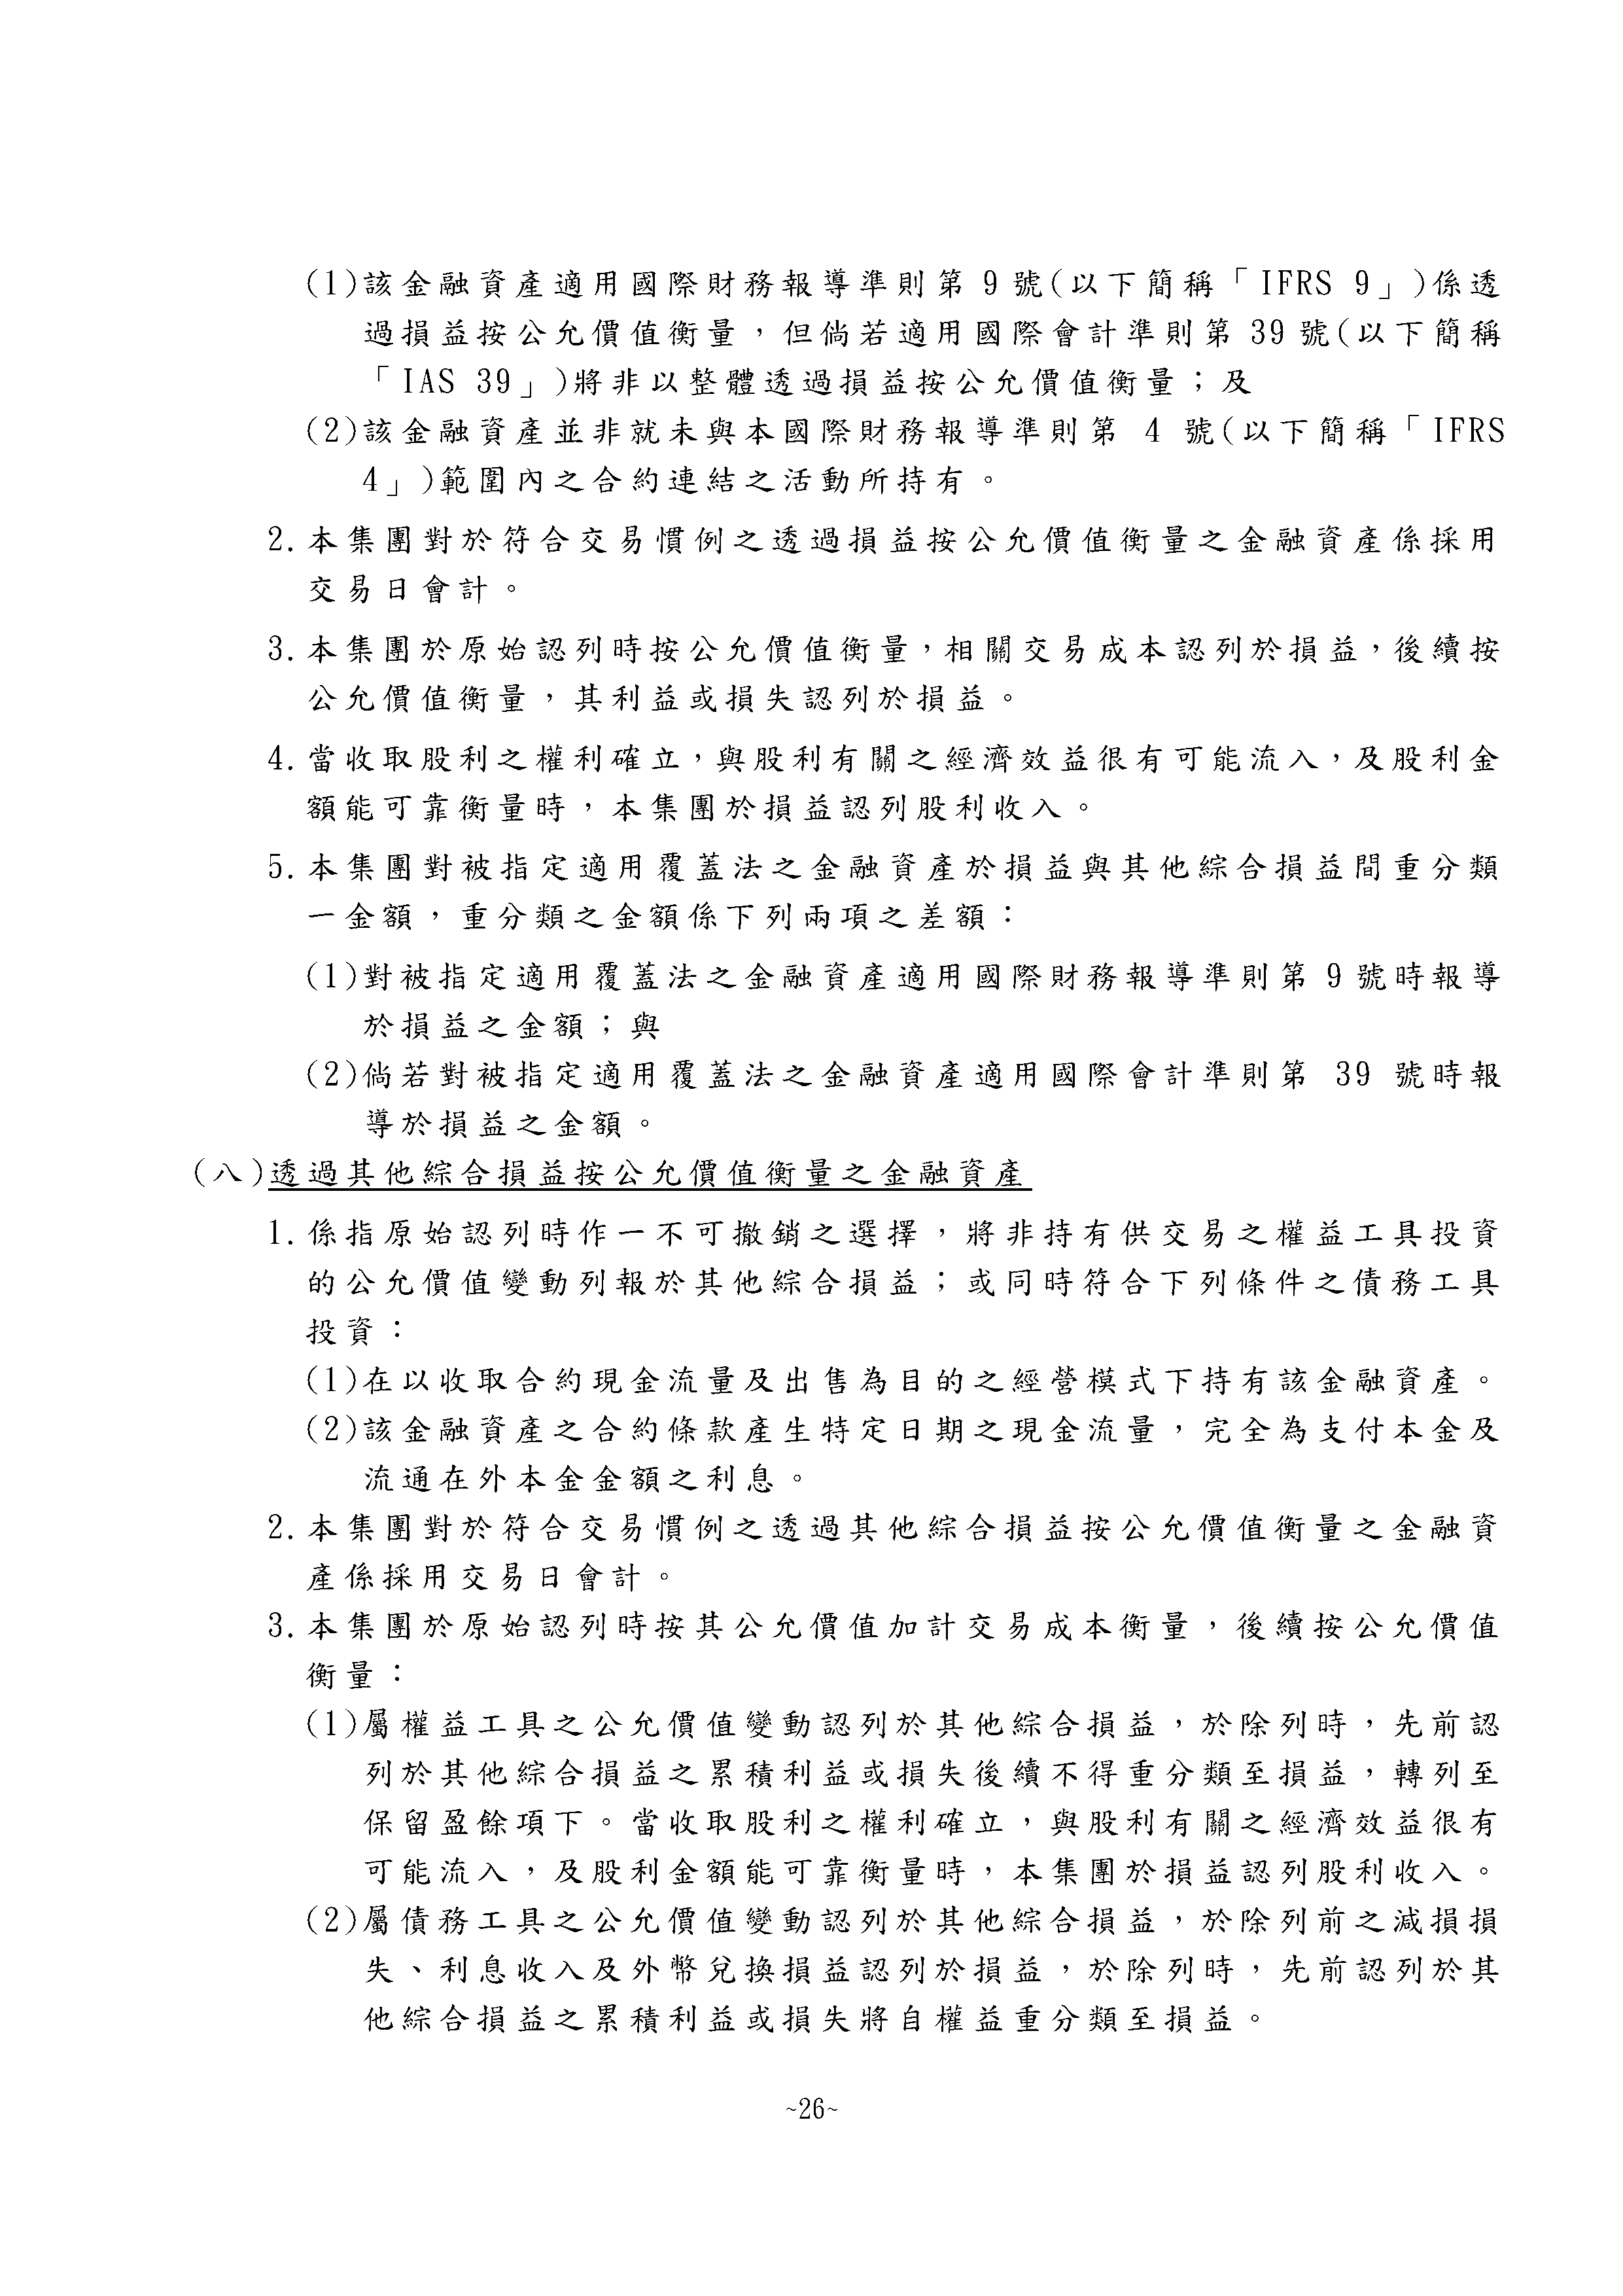 (1)該金融資產適用國際財務報導準則第 9 號(以下簡稱「IFRS 9」)係透
過損益按公允價值衡量，但倘若適用國際會計準則第 39 號(以下簡稱
「IAS 39」)將非以整體透過損益按公允價值衡量；及
(2)該金融資產並非就未與本國際財務報導準則第 4 號(以下簡稱「IFRS
4」)範圍內之合約連結之活動所持有。
2. 本集團對於符合交易慣例之透過損益按公允價值衡量之金融資產係採用
交易日會計。
3. 本集團於原始認列時按公允價值衡量，相關交易成本認列於損益，後續按
公允價值衡量，其利益或損失認列於損益。
4. 當收取股利之權利確立，與股利有關之經濟效益很有可能流入，及股利金
額能可靠衡量時，本集團於損益認列股利收入。
5. 本集團對被指定適用覆蓋法之金融資產於損益與其他綜合損益間重分類
一金額，重分類之金額係下列兩項之差額：
(1)對被指定適用覆蓋法之金融資產適用國際財務報導準則第 9 號時報導
於損益之金額；與
(2)倘若對被指定適用覆蓋法之金融資產適用國際會計準則第 39 號時報
導於損益之金額。
(八)透過其他綜合損益按公允價值衡量之金融資產
1. 係指原始認列時作一不可撤銷之選擇，將非持有供交易之權益工具投資
的公允價值變動列報於其他綜合損益；或同時符合下列條件之債務工具
投資：
(1)在以收取合約現金流量及出售為目的之經營模式下持有該金融資產。
(2)該金融資產之合約條款產生特定日期之現金流量，完全為支付本金及
流通在外本金金額之利息。
2. 本集團對於符合交易慣例之透過其他綜合損益按公允價值衡量之金融資
產係採用交易日會計。
3. 本集團於原始認列時按其公允價值加計交易成本衡量，後續按公允價值
衡量：
(1)屬權益工具之公允價值變動認列於其他綜合損益，於除列時，先前認
列於其他綜合損益之累積利益或損失後續不得重分類至損益，轉列至
保留盈餘項下。當收取股利之權利確立，與股利有關之經濟效益很有
可能流入，及股利金額能可靠衡量時，本集團於損益認列股利收入。
(2)屬債務工具之公允價值變動認列於其他綜合損益，於除列前之減損損
失、利息收入及外幣兌換損益認列於損益，於除列時，先前認列於其
他綜合損益之累積利益或損失將自權益重分類至損益。
~26~